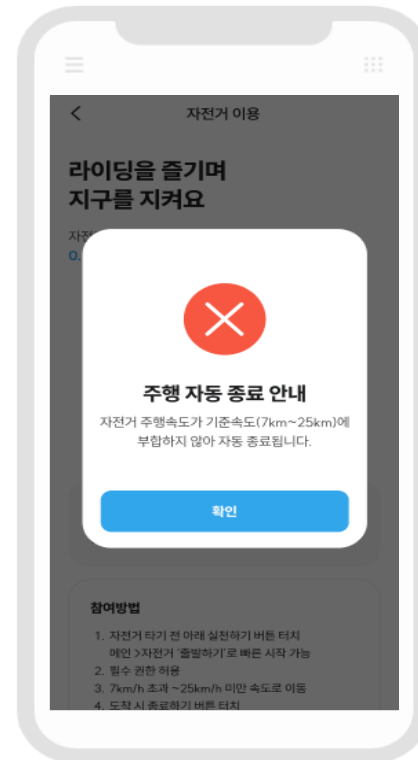 자전거 이용
라이딩을 즐기며
지구를 지켜요
자전
0.
주행 자동 종료 안내
자전거 주행속도가 기준속도(7km~25km)에
부합하지 않아 자동 종료됩니다.
확인
참여방법
1. 자전거 타기 전 아래 실천하기 버튼 터치
메인 >자전거 '출발하기'로 빠른 시작 가능
2. 필수 권한 허용
3. 7km/h 초과 ~25km/h 미만 속도로 이동
4. 도착 시 종료하기 버튼 터치